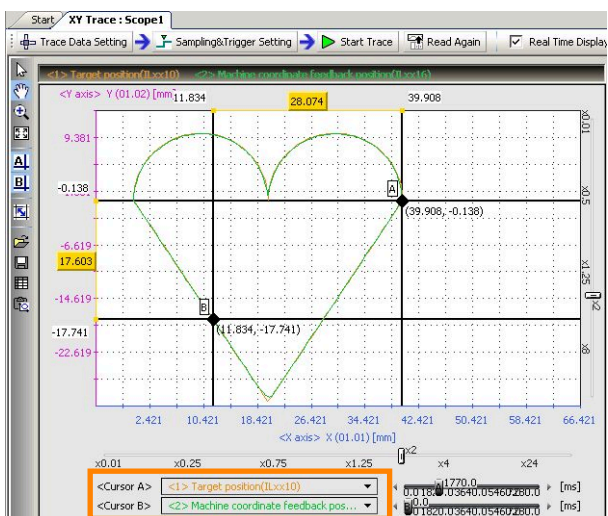 Start XY Trace : Scope1
Trace Data Setting Sampling&Trigger Setting Start Trace Read Again Real Time Display
<1> Target position(ILxx10) <2> Machine coordinate feedback position(ILxx16)
<Y axis> Y (01.02) [mm]
11.834 28.074 39.908
x0.01
9.381
A
-0.138
x0.5
(39.908, -0.138)
-6.619
17.603
x1.25
-14.619
x2
B
-17.741
(11.834, -17.741)
-22.619
x8
2.421 10.421 18.421 26.421 34.421 42.421 50.421 58.421 66.421
<X axis> X (01.01) [mm]
x2
x0.01 x0.25 x0.75 x1.25 x4 x24
<Cursor A> <1> Target position(ILxx10) 1770.0 [ms]
<Cursor B> <2> Machine coordinate feedback pos... 0.0 [ms]